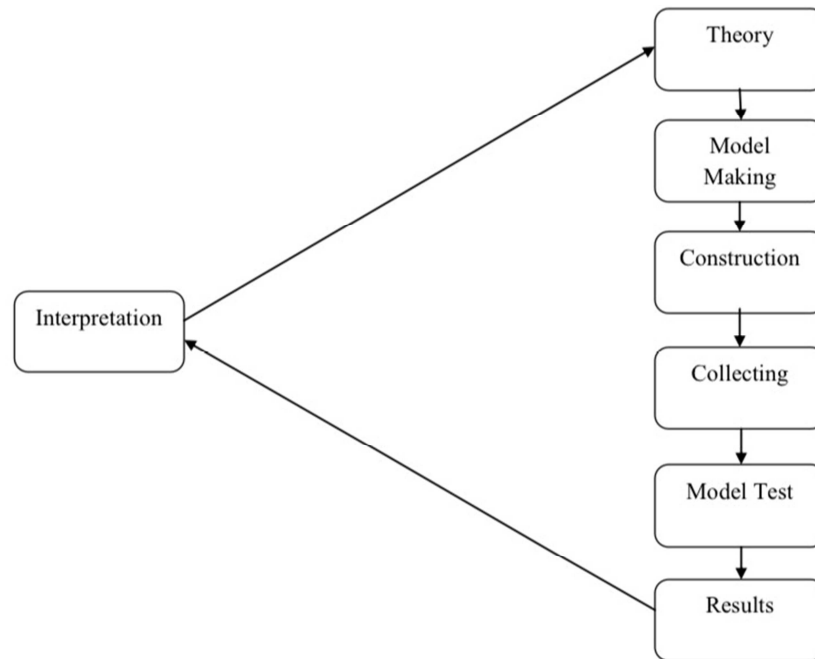 Theory
Model
Making
Construction
Interpretation
Collecting
Model Test
Results